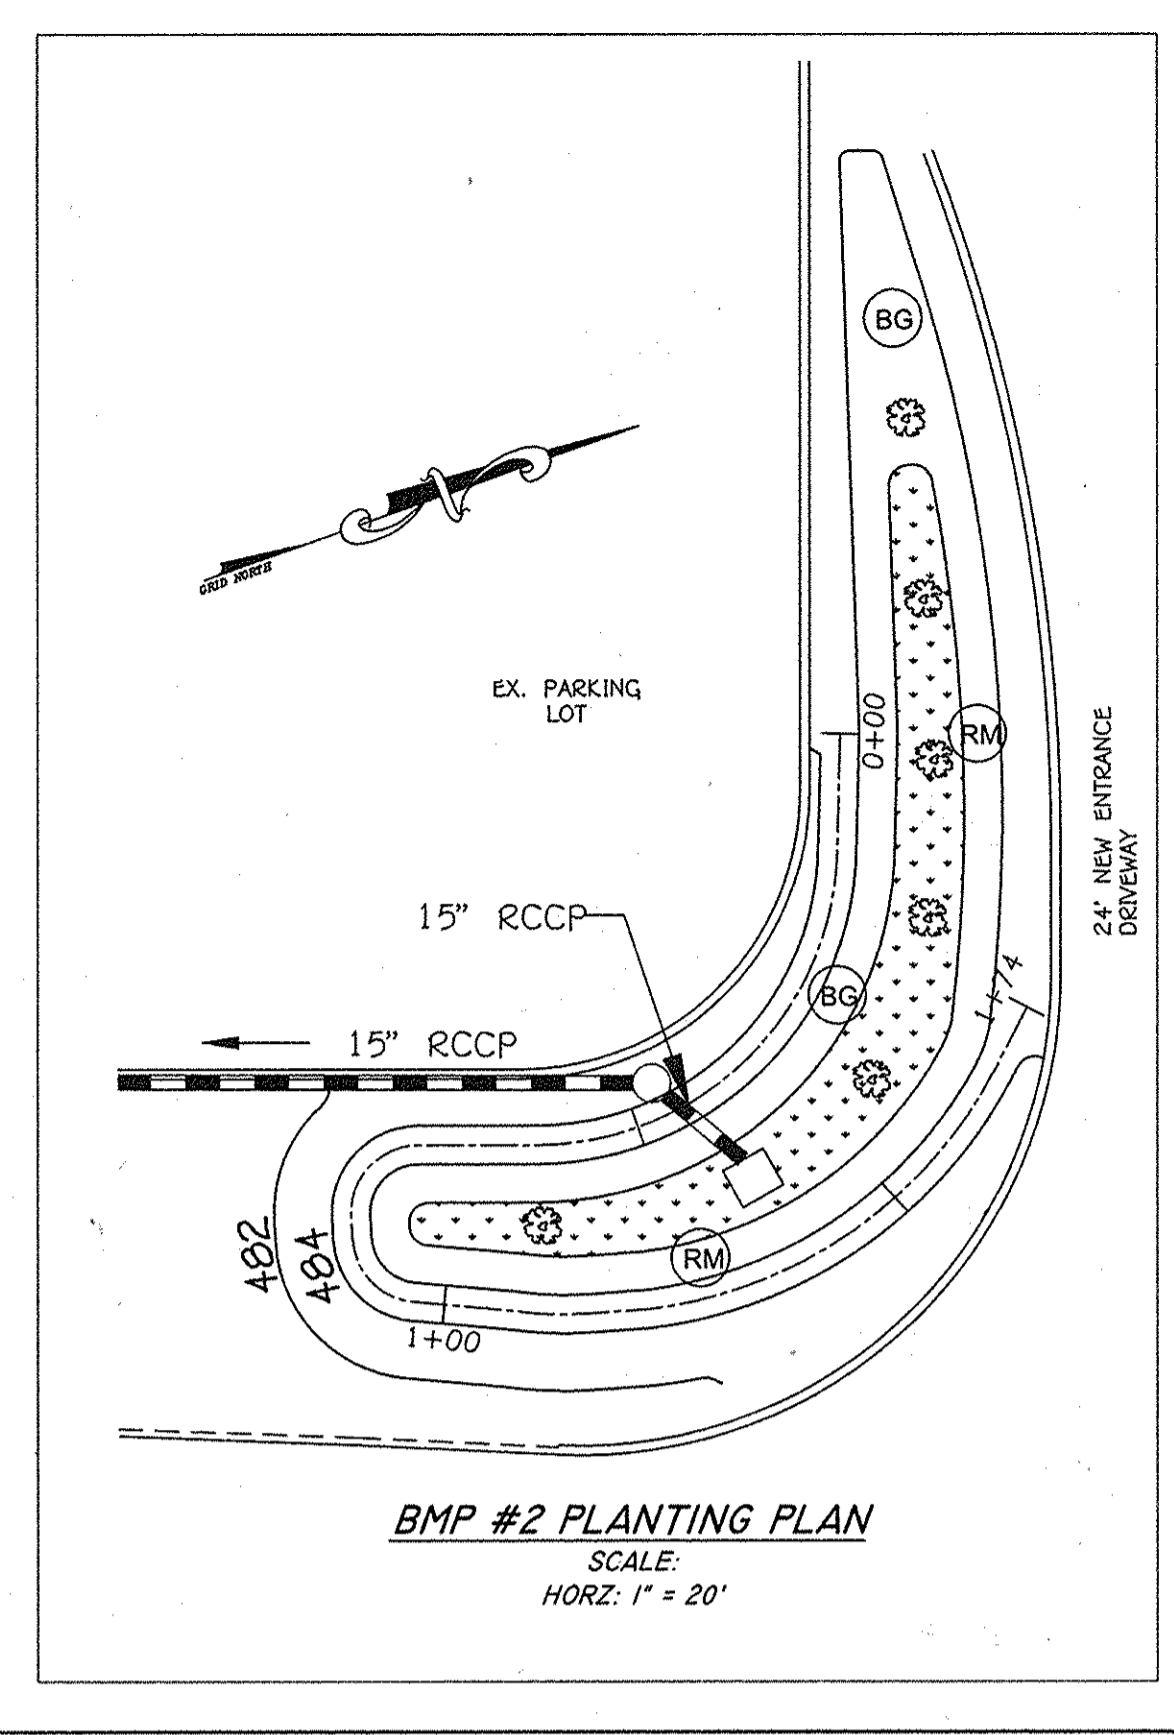 BG
GRID NORTH
EX. PARKING
LOT
0+00
RM
24' NEW ENTRANCE
DRIVEWAY
15" RCCP
1+74
BG
15" RCCP
482
484
RM
1+00
BMP #2 PLANTING PLAN
SCALE:
HORZ: 1" = 20'